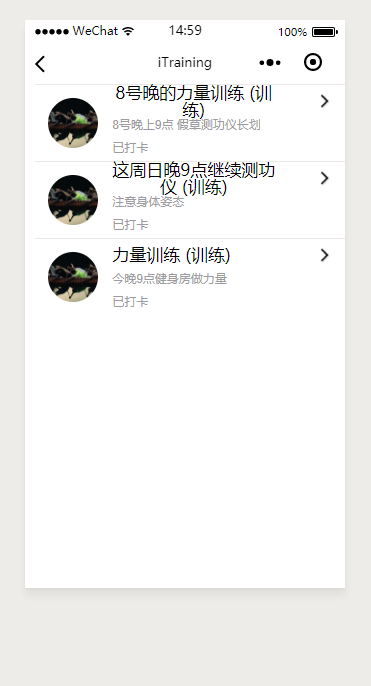 WeChat 14:59 100%
iTraining
8号晚的力量训练 (训
练)
8号晚上9点 假草测功仪长划
已打卡
这周日晚9点继续测功
仪 (训练)
注意身体姿态
已打卡
力量训练 (训练)
今晚9点健身房做力量
已打卡